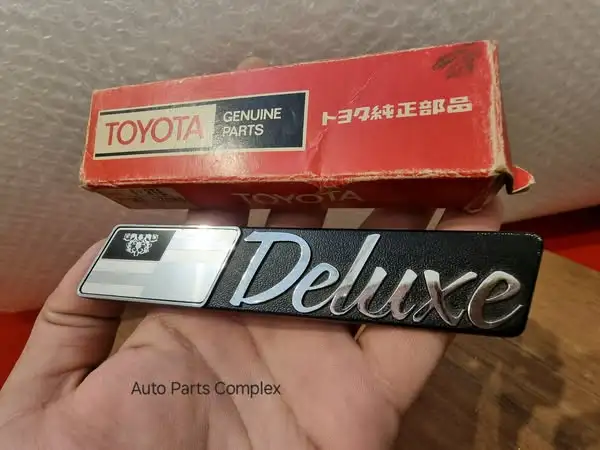 TOYOTA
GENUINE
PARTS
トヨタ純正部品
TOYOTA
Deluxe
Auto Parts Complex